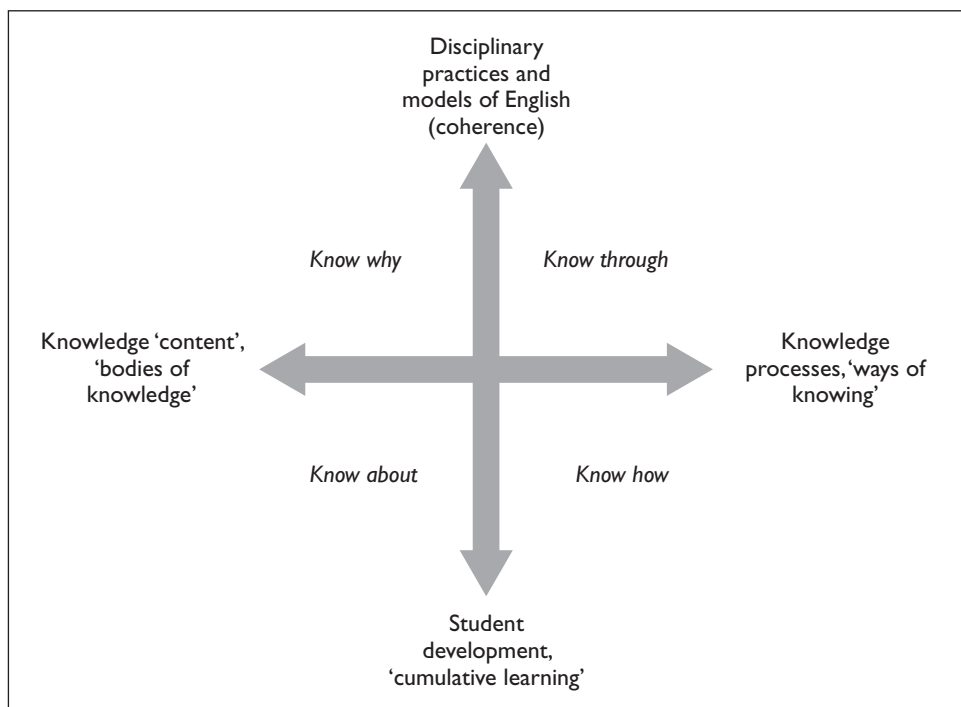 Disciplinary
practices and
models of English
(coherence)
Know why
Know through
Knowledge ‘content’,
‘bodies of
knowledge’
Knowledge
processes, ‘ways of
knowing’
Know about
Know how
Student
development,
‘cumulative learning’